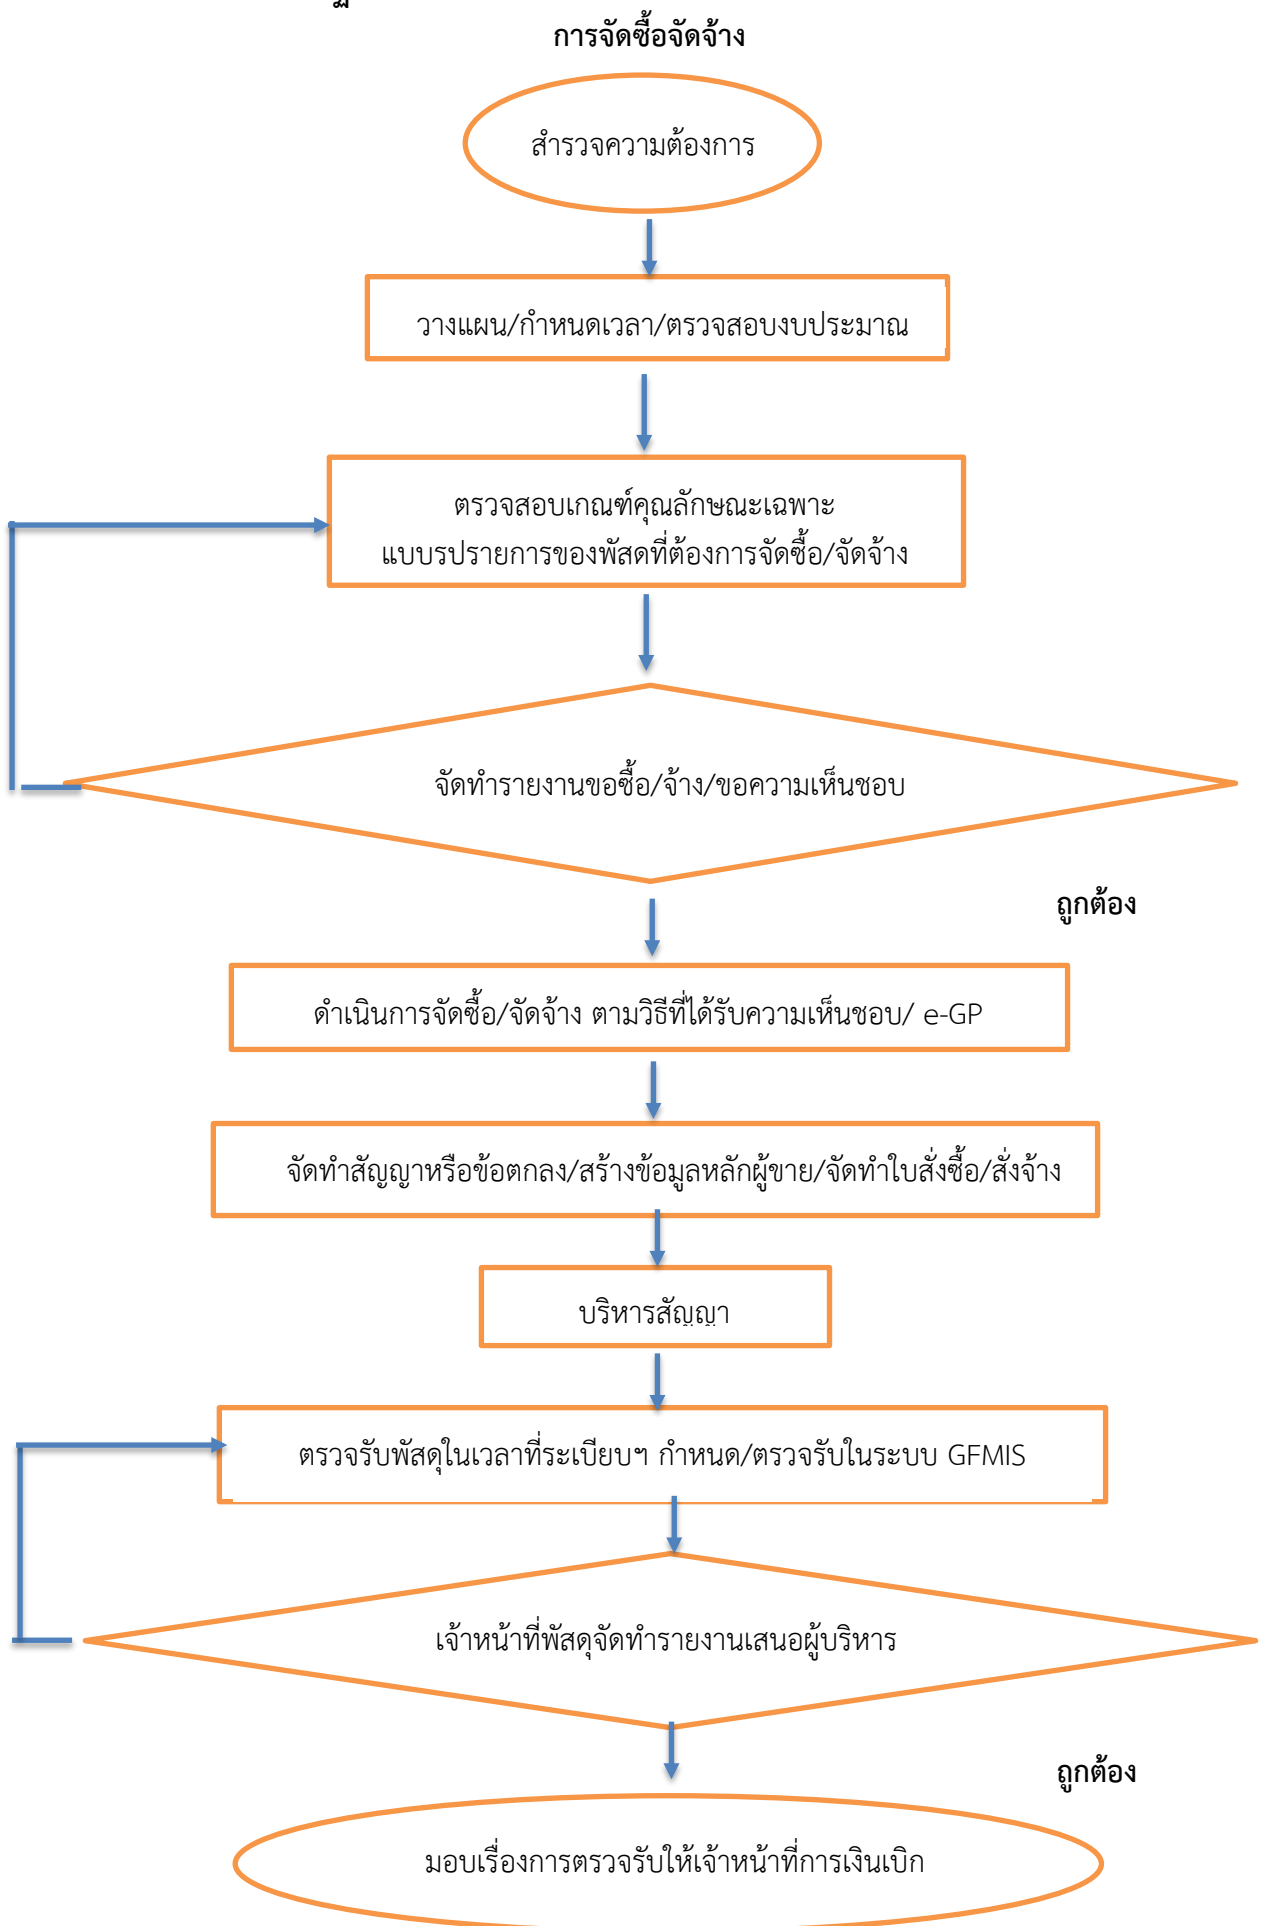 การจัดซื้อจัดจ้าง
สำรวจความต้องการ
วางแผน/กำหนดเวลา/ตรวจสอบงบประมาณ
ตรวจสอบเกณฑ์คุณลักษณะเฉพาะ
แบบรปรายการของพัสดที่ต้องการจัดซื้อ/จัดจ้าง
จัดทำรายงานขอซื้อ/จ้าง/ขอความเห็นชอบ
ถูกต้อง
ดำเนินการจัดซื้อ/จัดจ้าง ตามวิธีที่ได้รับความเห็นชอบ/ e-GP
จัดทำสัญญาหรือข้อตกลง/สร้างข้อมูลหลักผู้ขาย/จัดทำใบสั่งซื้อ/สั่งจ้าง
บริหารสัญญา
ตรวจรับพัสดุในเวลาที่ระเบียบฯ กำหนด/ตรวจรับในระบบ GFMIS
เจ้าหน้าที่พัสดุจัดทำรายงานเสนอผู้บริหาร
ถูกต้อง
มอบเรื่องการตรวจรับให้เจ้าหน้าที่การเงินเบิก